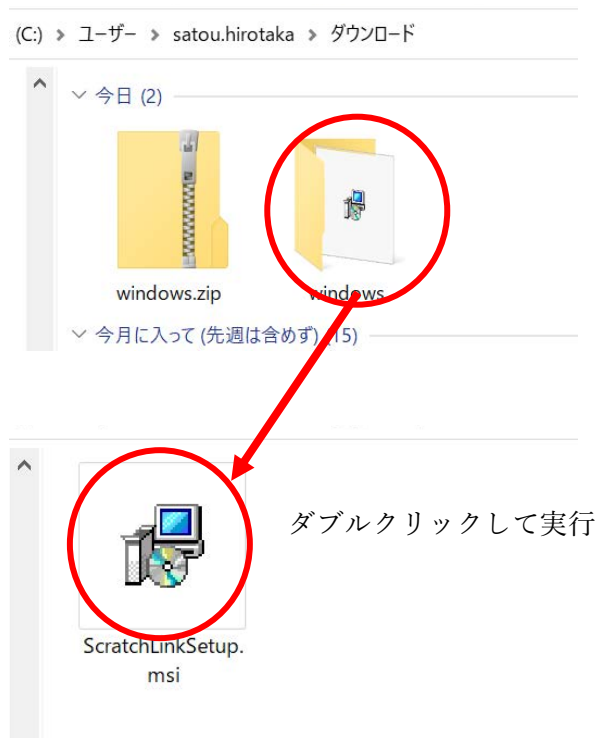 (C:) > ユーザー > satou.hirotaka > ダウンロード
今日 (2)
windows.zip
windows
今月に入って (先週は含めず) (15)
ダブルクリックして実行
ScratchLinkSetup.
msi